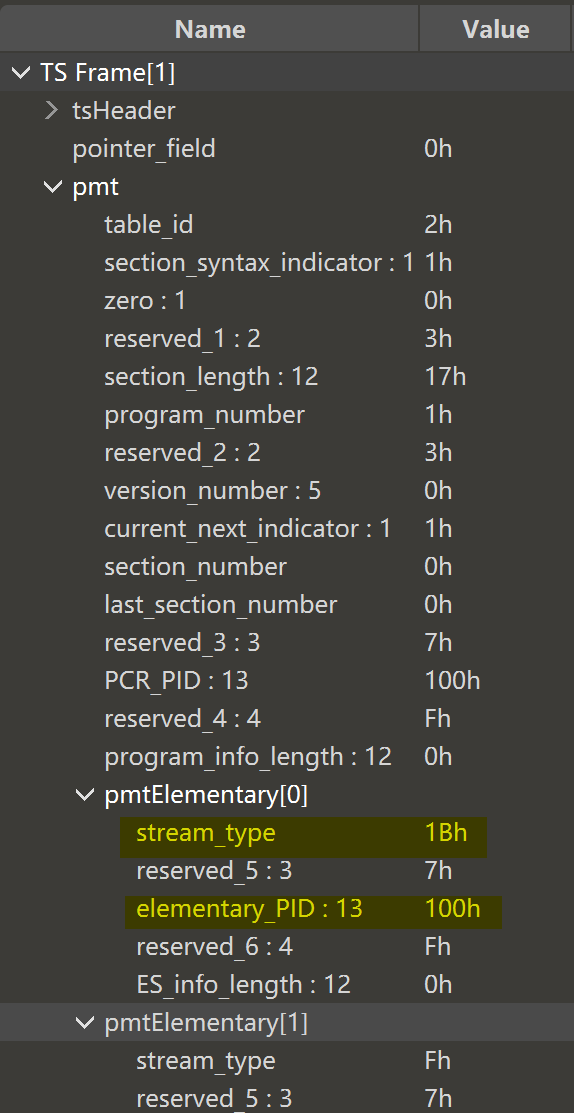 Name Value
TS Frame[1]
tsHeader
pointer_field 0h
pmt
table_id 2h
section_syntax_indicator : 1 1h
zero : 1 0h
reserved_1 : 2 3h
section_length : 12 17h
program_number 1h
reserved_2 : 2 3h
version_number : 5 0h
current_next_indicator : 1 1h
section_number 0h
last_section_number 0h
reserved_3 : 3 7h
PCR_PID : 13 100h
reserved_4 : 4 Fh
program_info_length : 12 0h
pmtElementary[0]
stream_type 1Bh
reserved_5 : 3 7h
elementary_PID : 13 100h
reserved_6 : 4 Fh
ES_info_length : 12 0h
pmtElementary[1]
stream_type Fh
reserved_5 : 3 7h